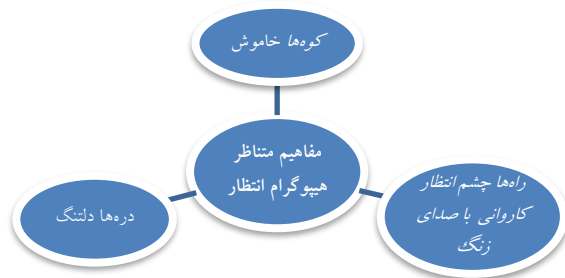 کوه‌ها خاموش
مفاهیم متناظر
هیپوگرام انتظار
راه‌ها چشم‌انتظار
کاروانی با صدای
زنگ
دره‌ها دلتنگ